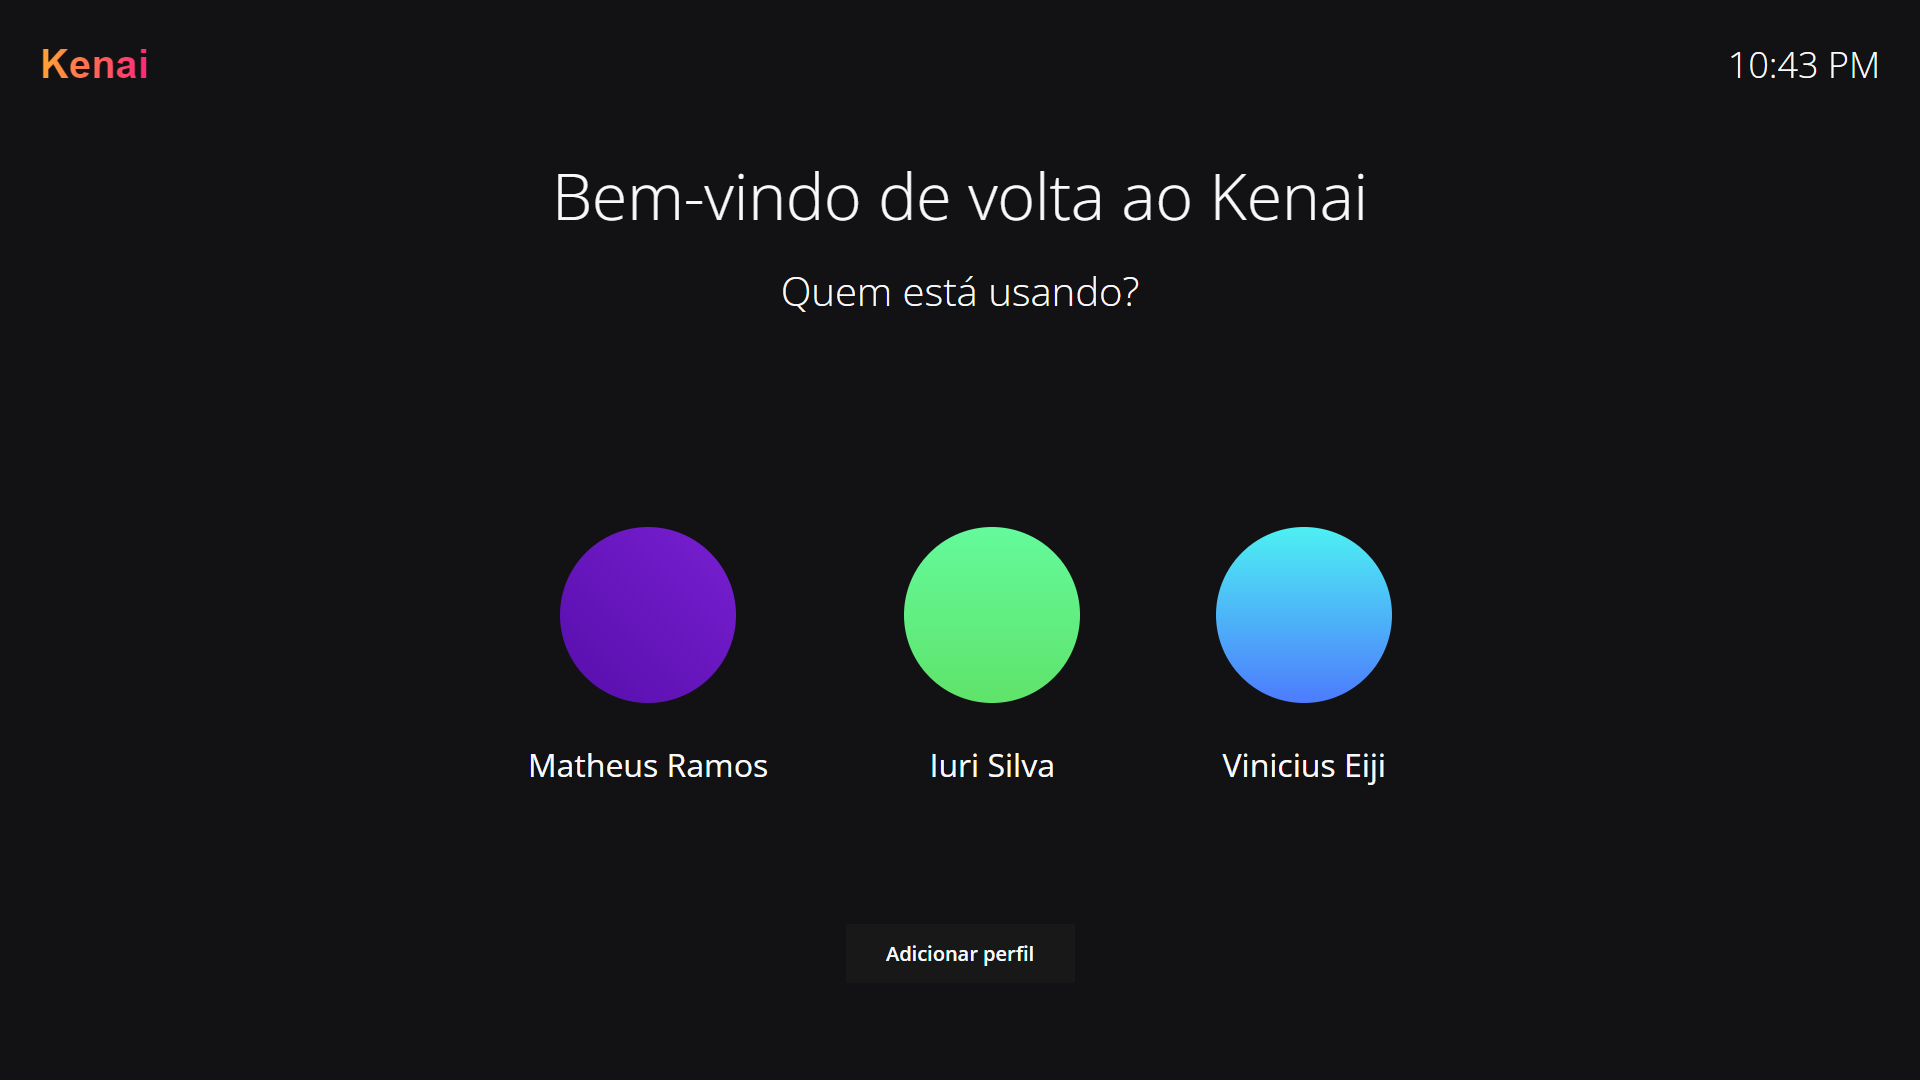 Kenai
10:43 PM
Bem-vindo de volta ao Kenai
Quem está usando?
Matheus Ramos
Iuri Silva
Vinicius Eiji
Adicionar perfil